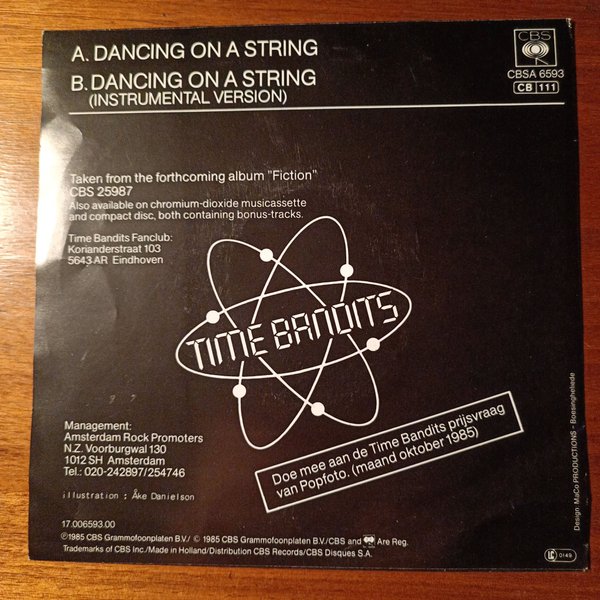 A. DANCING ON A STRING
B. DANCING ON A STRING
(INSTRUMENTAL VERSION)
CBS
CBSA 6593
CB 111
Taken from the forthcoming album "Fiction"
CBS 25987
Also available on chromium-dioxide musicassette
and compact disc, both containing bonus-tracks.
Time Bandits Fanclub:
Korianderstraat 103
5643 AR Eindhoven
TIME BANDITS
Management:
Amsterdam Rock Promoters
N.Z. Voorburgwal 130
1012 SH Amsterdam
Tel.: 020-242897/254746
illustration : Åke Danielson
Doe mee aan de Time Bandits prijsvraag
van Popfoto. (maand oktober 1985)
Design: MaCo PRODUCTIONS - Boesingheliede
17.006593.00
℗ 1985 CBS Grammofoonplaten B.V./ © 1985 CBS Grammofoonplaten B.V./CBS and Are Reg.
Trademarks of CBS Inc./Made in Holland/Distribution CBS Records/CBS Disques S.A.
LC 0149